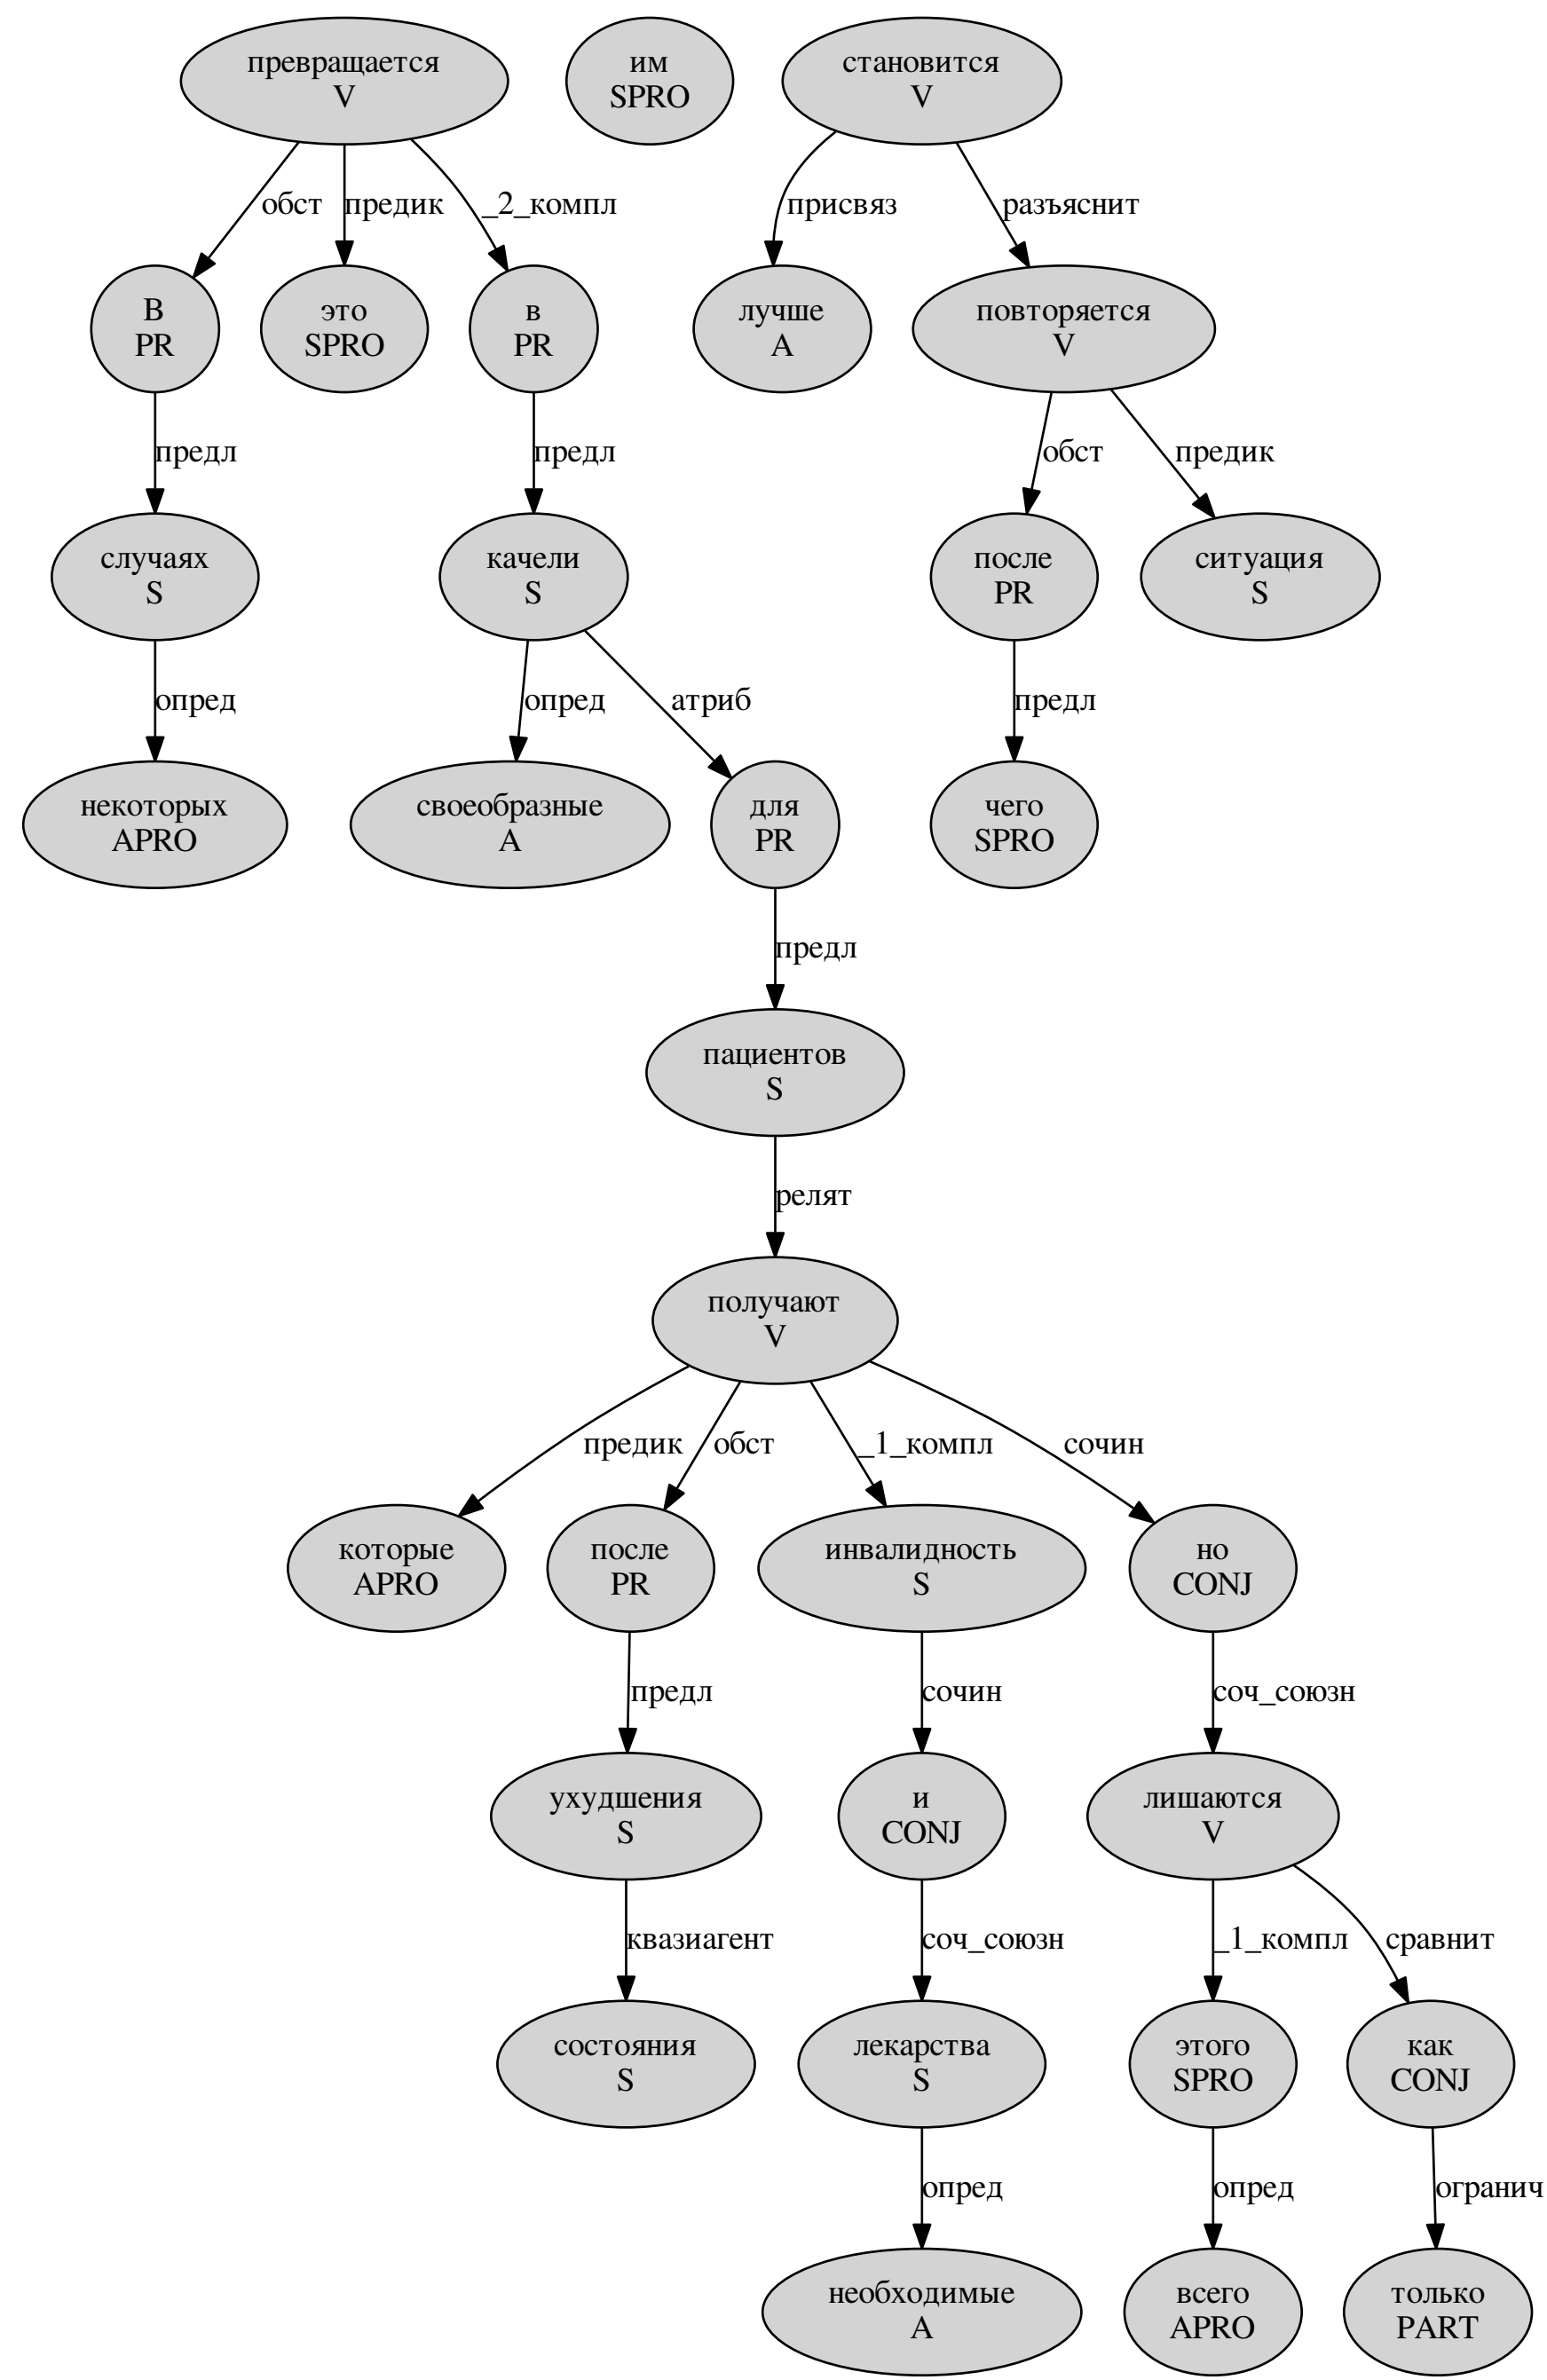 превращается
V
им
SPRO
становится
V
обст
предик
_2_компл
присвяз
разъяснит
В
PR
это
SPRO
в
PR
лучше
A
повторяется
V
предл
предл
обст
предик
случаях
S
качели
S
после
PR
ситуация
S
опред
опред
атриб
предл
некоторых
APRO
своеобразные
A
для
PR
чего
SPRO
предл
пациентов
S
релят
получают
V
предик
обст
_1_компл
сочин
которые
APRO
после
PR
инвалидность
S
но
CONJ
предл
сочин
соч_союзн
ухудшения
S
и
CONJ
лишаются
V
квазиагент
соч_союзн
_1_компл
сравнит
состояния
S
лекарства
S
этого
SPRO
как
CONJ
опред
опред
огранич
необходимые
A
всего
APRO
только
PART